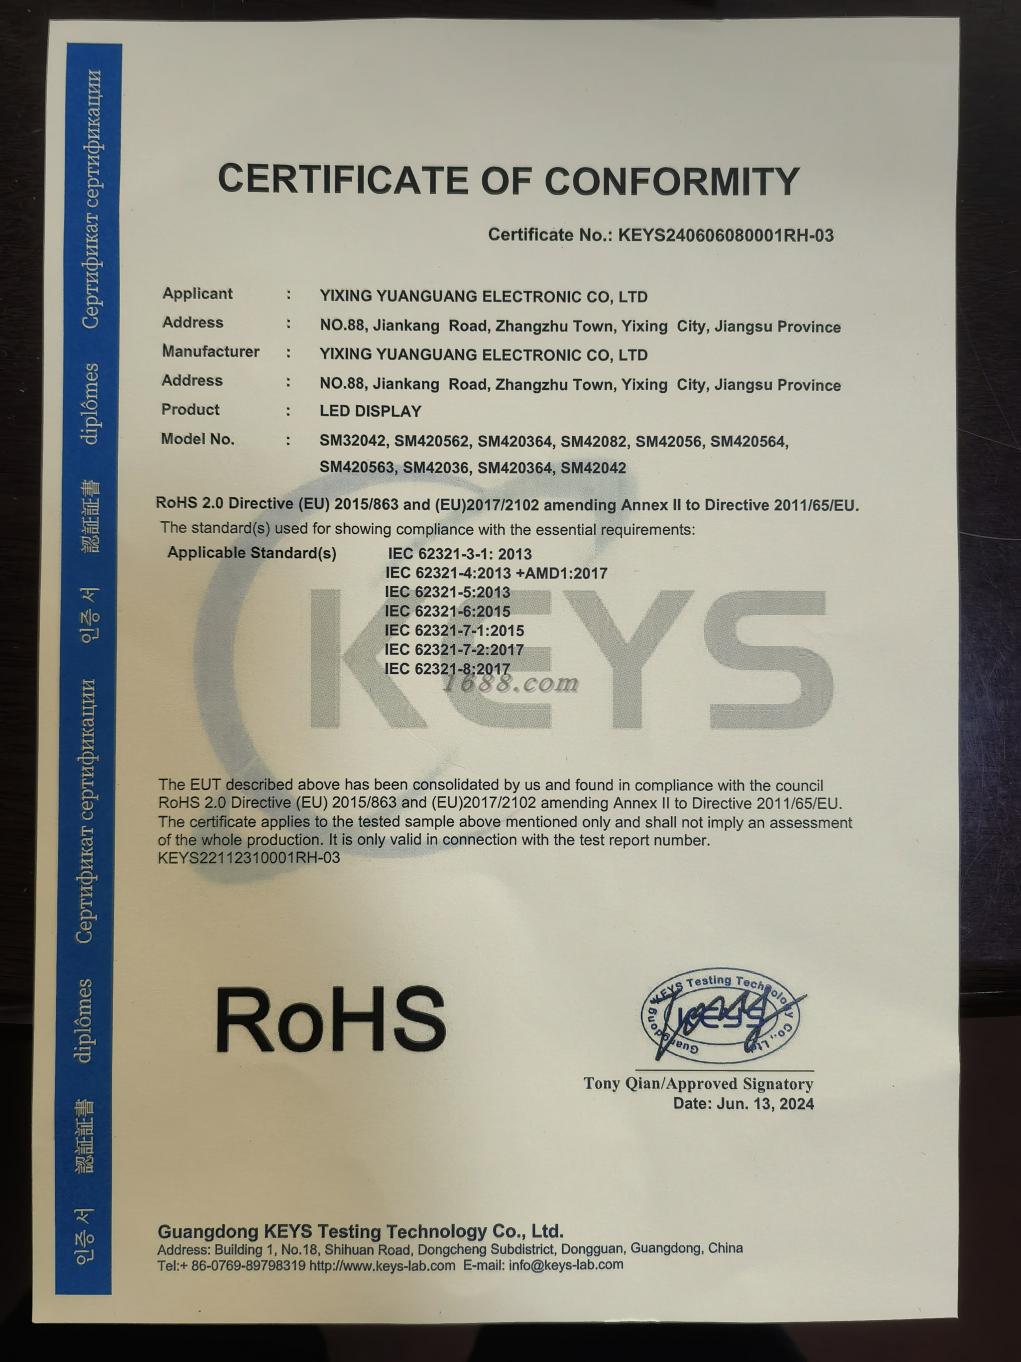 CERTIFICATE OF CONFORMITY
Certificate No.: KEYS240606080001RH-03
Applicant : YIXING YUANGUANG ELECTRONIC CO, LTD
Address : NO.88, Jiankang Road, Zhangzhu Town, Yixing City, Jiangsu Province
Manufacturer : YIXING YUANGUANG ELECTRONIC CO, LTD
Address : NO.88, Jiankang Road, Zhangzhu Town, Yixing City, Jiangsu Province
Product : LED DISPLAY
Model No. : SM32042, SM420562, SM420364, SM42082, SM42056, SM420564,
SM420563, SM42036, SM420364, SM42042
RoHS 2.0 Directive (EU) 2015/863 and (EU)2017/2102 amending Annex II to Directive 2011/65/EU.
The standard(s) used for showing compliance with the essential requirements:
Applicable Standard(s) IEC 62321-3-1: 2013
IEC 62321-4:2013 +AMD1:2017
IEC 62321-5:2013
IEC 62321-6:2015
IEC 62321-7-1:2015
IEC 62321-7-2:2017
IEC 62321-8:2017
1688.com
KEYS
The EUT described above has been consolidated by us and found in compliance with the council
RoHS 2.0 Directive (EU) 2015/863 and (EU)2017/2102 amending Annex II to Directive 2011/65/EU.
The certificate applies to the tested sample above mentioned only and shall not imply an assessment
of the whole production. It is only valid in connection with the test report number.
KEYS22112310001RH-03
RoHS
Guangdong KEYS Testing Technology Co., Ltd.
KEYS
Tony Qian/Approved Signatory
Date: Jun. 13, 2024
Guangdong KEYS Testing Technology Co., Ltd.
Address: Building 1, No.18, Shihuan Road, Dongcheng Subdistrict, Dongguan, Guangdong, China
Tel:+ 86-0769-89798319 http://www.keys-lab.com E-mail: info@keys-lab.com
인증 서 認証証書 diplômes Сертификат сертификации 인증 서 認証証書 diplômes Сертификат сертификации